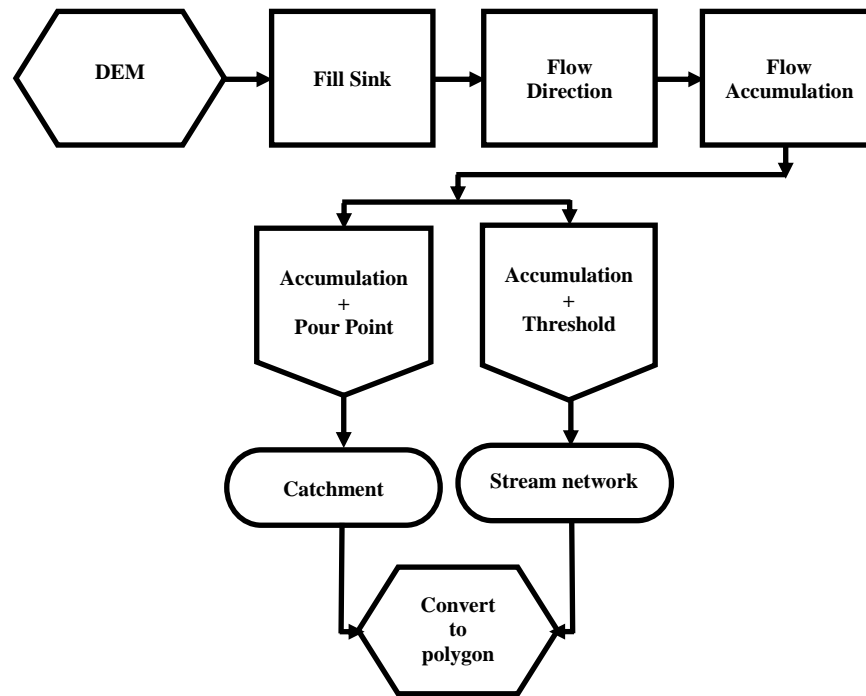 DEM
Fill Sink
Flow
Direction
Flow
Accumulation
Accumulation
+
Pour Point
Accumulation
+
Threshold
Catchment
Stream network
Convert
to
polygon